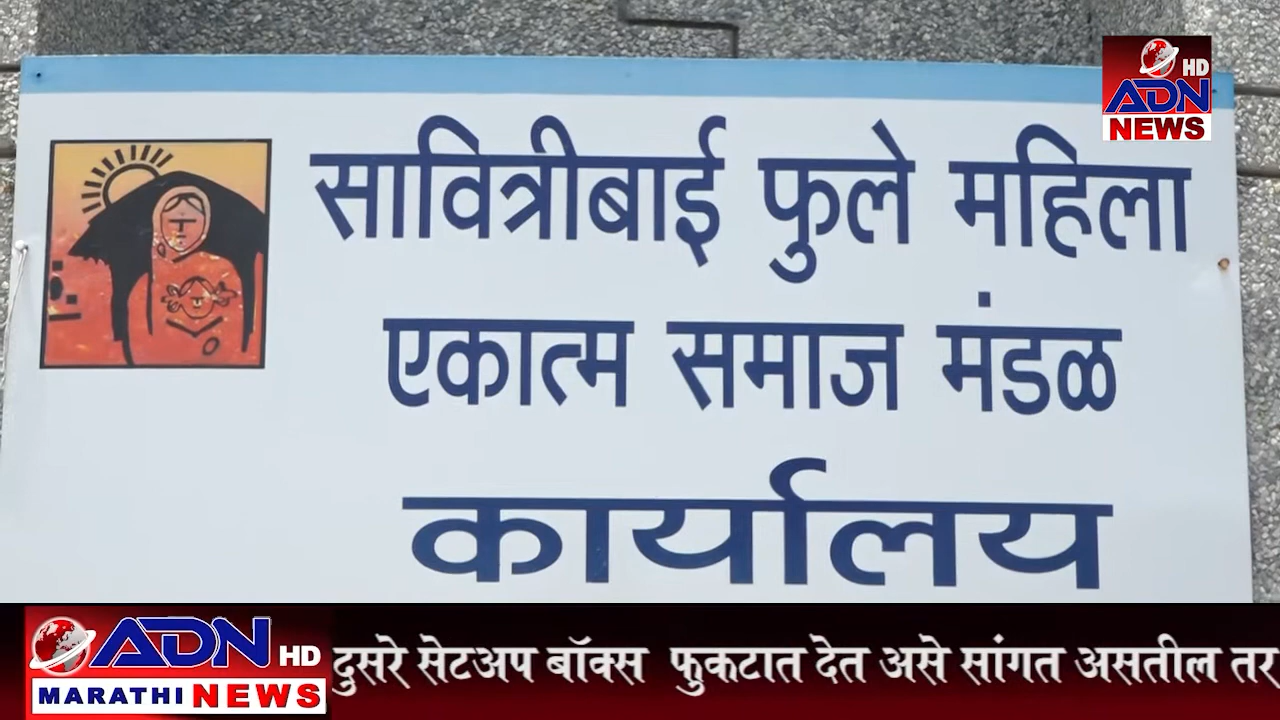 HD
ADN
NEWS
सावित्रीबाई फुले महिला
एकात्म समाज मंडळ
कार्यालय
ADN HD
MARATHI NEWS
दुसरे सेटअप बॉक्स फुकटात देत असे सांगत असतील तर